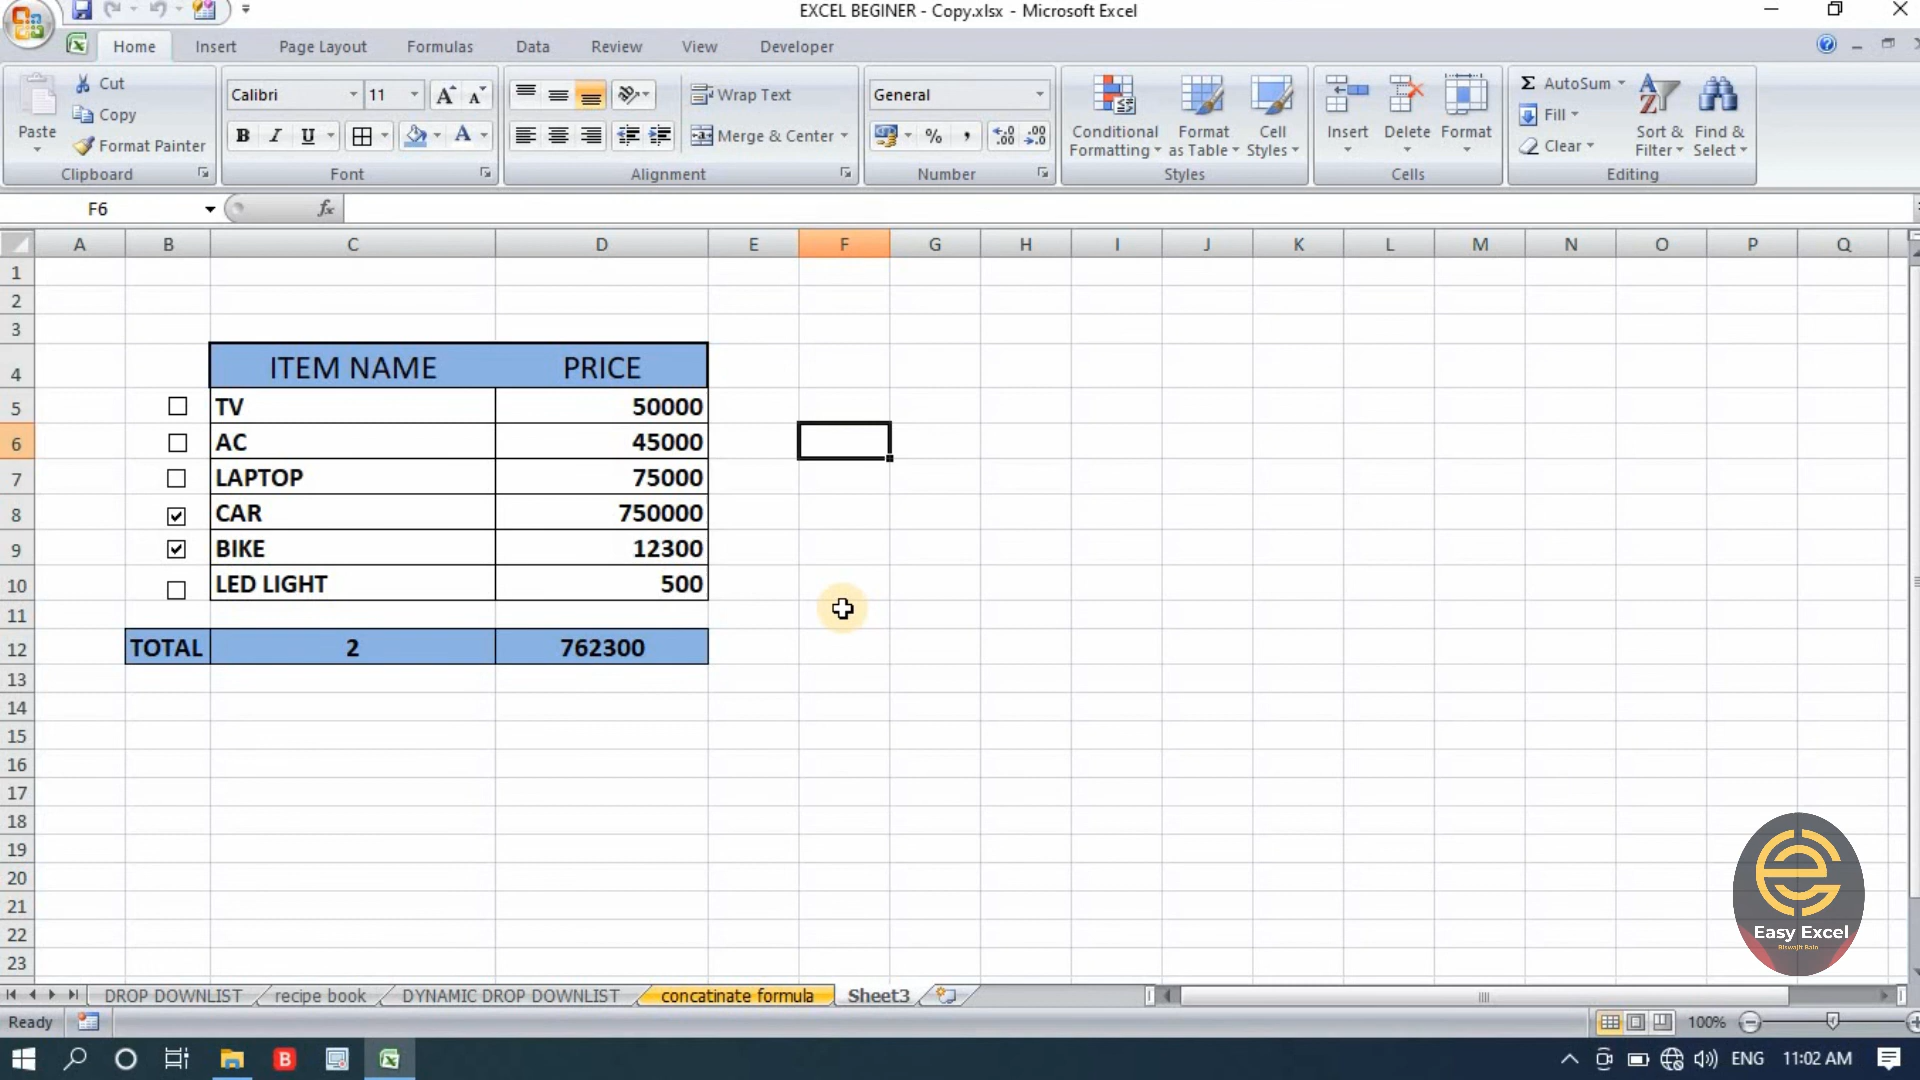 EXCEL BEGINER - Copy.xlsx - Microsoft Excel
Home Insert Page Layout Formulas Data Review View Developer
Paste
Cut
Copy
Format Painter
Clipboard
Calibri 11
B I U
Font
Wrap Text
Merge & Center
Alignment
General
% ,
Number
Conditional Formatting
Format as Table
Cell Styles
Styles
Insert Delete Format
Cells
Σ AutoSum
Fill
Clear
Sort & Filter
Find & Select
Editing
F6 fx
A B C D E F G H I J K L M N O P Q
1
2
3
4 ITEM NAME PRICE
5 TV 50000
6 AC 45000
7 LAPTOP 75000
8 CAR 750000
9 BIKE 12300
10 LED LIGHT 500
11
12 TOTAL 2 762300
13
14
15
16
17
18
19
20
21
22
23
Easy Excel
Biswajit Bain
DROP DOWNLIST recipe book DYNAMIC DROP DOWNLIST concatinate formula Sheet3
Ready 100%
B ENG 11:02 AM